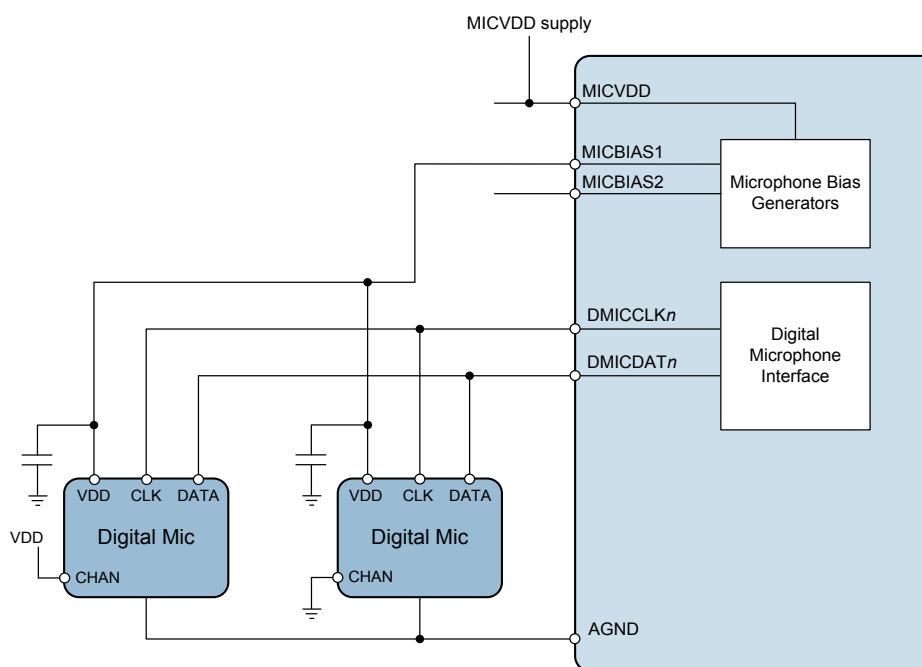 MICVDD supply
MICVDD
MICBIAS1
MICBIAS2
Microphone Bias
Generators
DMICCLKn
DMICDATn
Digital
Microphone
Interface
VDD CLK DATA
Digital Mic
VDD
CHAN
VDD CLK DATA
Digital Mic
CHAN
AGND